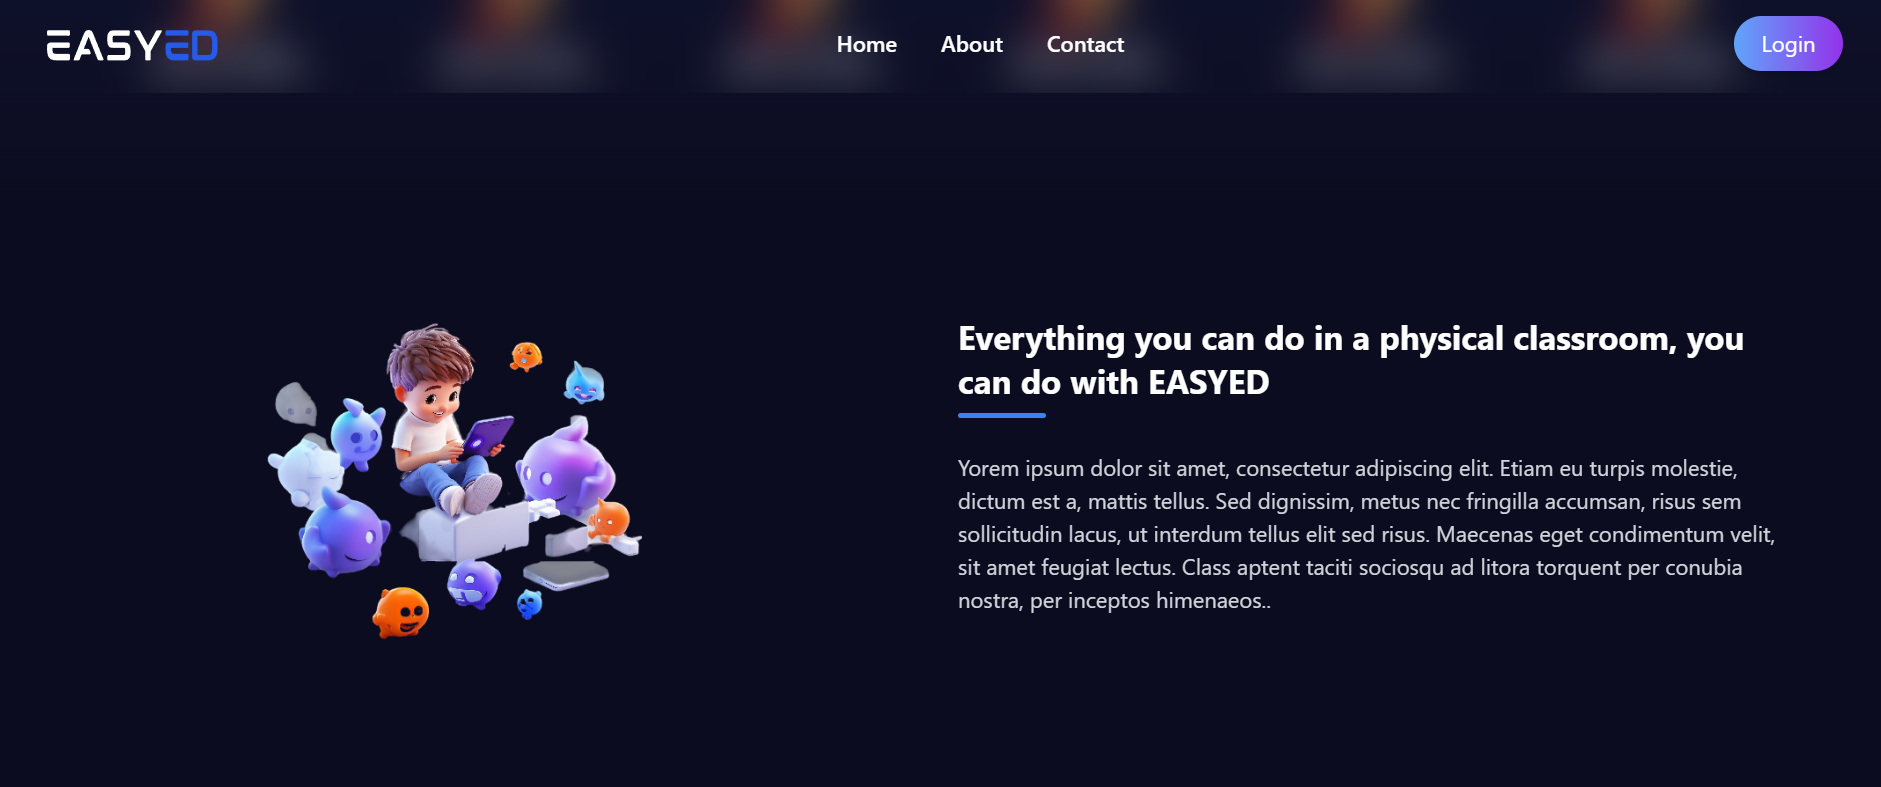 EASYED
Home
About
Contact
Login
Everything you can do in a physical classroom, you
can do with EASYED
Yorem ipsum dolor sit amet, consectetur adipiscing elit. Etiam eu turpis molestie,
dictum est a, mattis tellus. Sed dignissim, metus nec fringilla accumsan, risus sem
sollicitudin lacus, ut interdum tellus elit sed risus. Maecenas eget condimentum velit,
sit amet feugiat lectus. Class aptent taciti sociosqu ad litora torquent per conubia
nostra, per inceptos himenaeos..